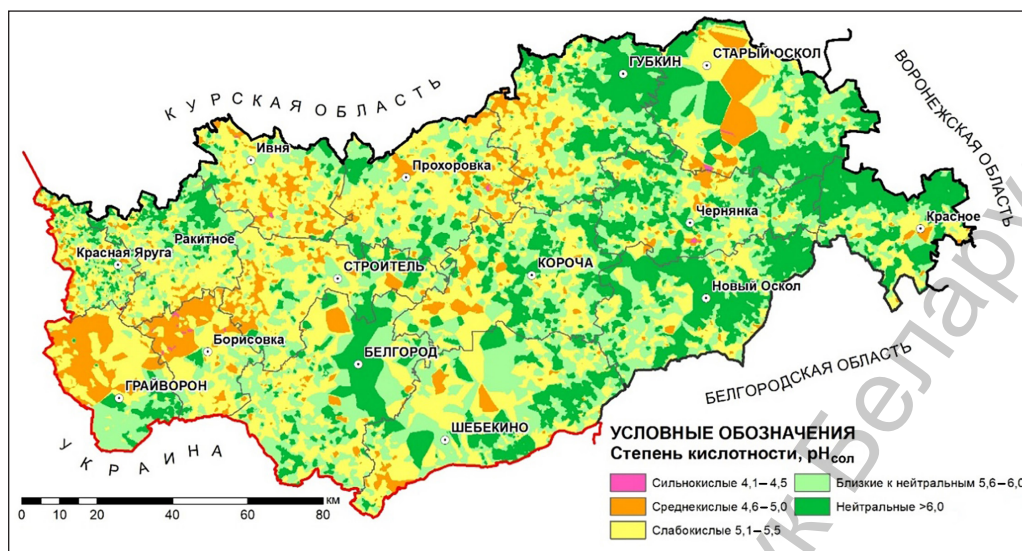 КУРСКАЯ ОБЛАСТЬ
ВОРОНЕЖСКАЯ ОБЛАСТЬ
СТАРЫЙ ОСКОЛ
ГУБКИН
Ивня
Прохоровка
Чернянка
Красное
Ракитное
Красная Яруга
СТРОИТЕЛЬ
КОРОЧА
Новый Оскол
Борисовка
БЕЛГОРОД
ГРАЙВОРОН
БЕЛГОРОДСКАЯ ОБЛАСТЬ
ШЕБЕКИНО
УКРАИНА
УСЛОВНЫЕ ОБОЗНАЧЕНИЯ
Степень кислотности, pHсол
Сильнокислые 4,1–4,5
Близкие к нейтральным 5,6–6,0
Среднекислые 4,6–5,0
Нейтральные >6,0
Слабокислые 5,1–5,5
км
0 10 20 40 60 80
ук Белару